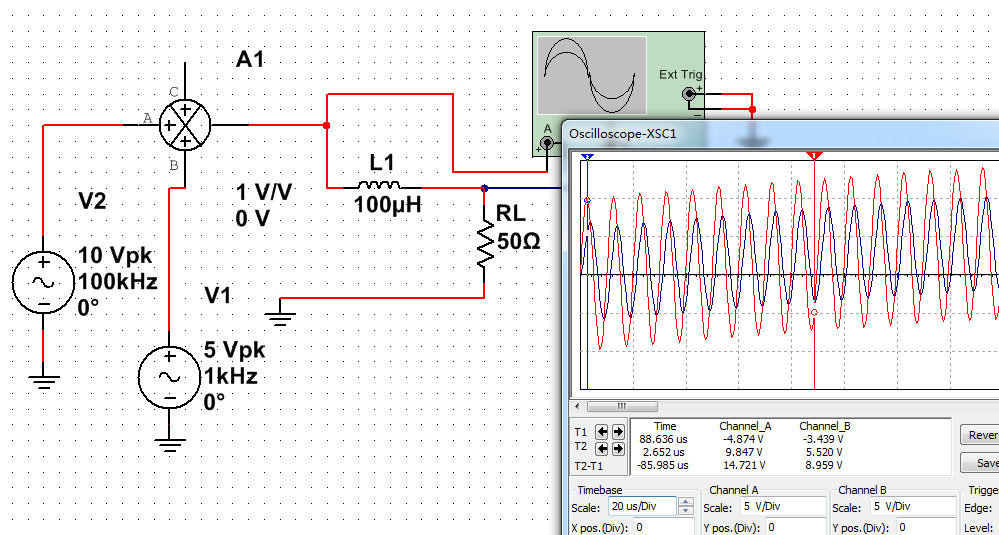 A1
C
A
B
V2
10 Vpk
100kHz
0°
1 V/V
0 V
V1
5 Vpk
1kHz
0°
L1
100µH
RL
50Ω
Ext Trig
A
Oscilloscope-XSC1
2
1
Time Channel_A Channel_B
T1 88.636 us -4.874 V -3.439 V
T2 2.652 us 9.847 V 5.520 V
T2-T1 -85.985 us 14.721 V 8.959 V
Rever
Save
Timebase Channel A Channel B Trigge
Scale: 20 us/Div Scale: 5 V/Div Scale: 5 V/Div Edge:
X pos.(Div): 0 Y pos.(Div): 0 Y pos.(Div): 0 Level: